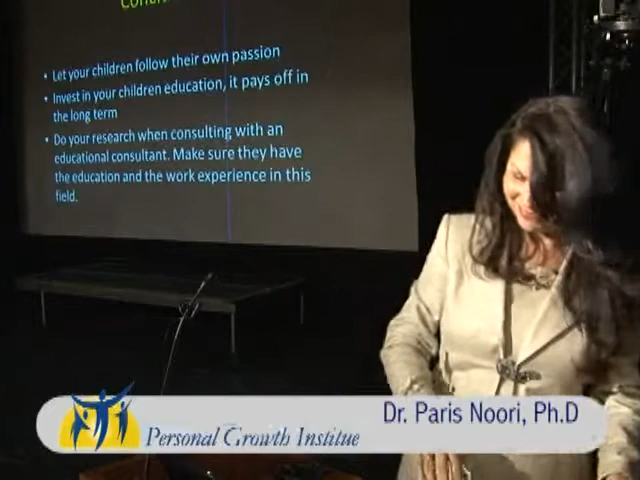 • Let your children follow their own passion
• Invest in your children education, it pays off in
the long term
• Do your research when consulting with an
educational consultant. Make sure they have
the education and the work experience in this
field.
Dr. Paris Noori, Ph.D
Personal Growth Institue